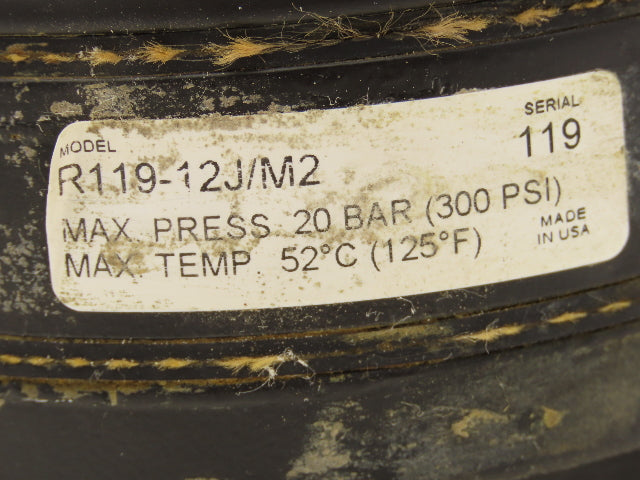 MODEL
R119-12J/M2
SERIAL
119
MAX. PRESS 20 BAR (300 PSI)
MAX. TEMP 52°C (125°F)
MADE
IN USA